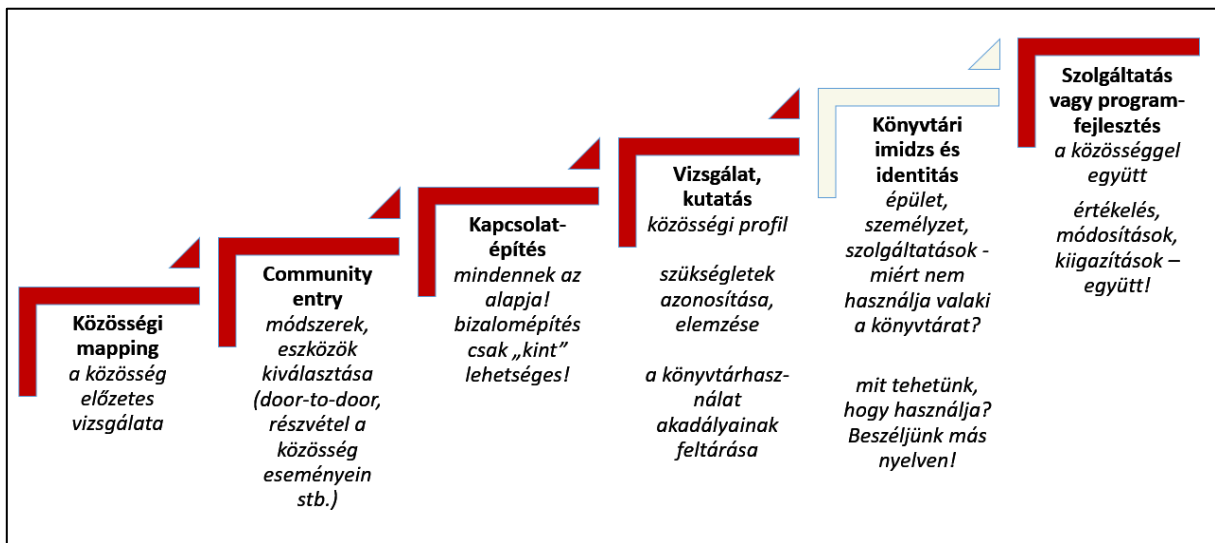 Közösségi
mapping
a közösség
előzetes
vizsgálata
Community
entry
módszerek,
eszközök
kiválasztása
(door-to-door,
részvétel a
közösség
eseményein
stb.)
Kapcsolat-
építés
mindennek az
alapja!
bizalomépítés
csak „kint”
lehetséges!
Vizsgálat,
kutatás
közösségi profil
szükségletek
azonosítása,
elemzése
a könyvtárhasz-
nálat
akadályainak
feltárása
Könyvtári
imidzs és
identitás
épület,
személyzet,
szolgáltatások -
miért nem
használja valaki
a könyvtárat?
mit tehetünk,
hogy használja?
Beszéljünk más
nyelven!
Szolgáltatás
vagy program-
fejlesztés
a közösséggel
együtt
értékelés,
módosítások,
kiigazítások –
együtt!